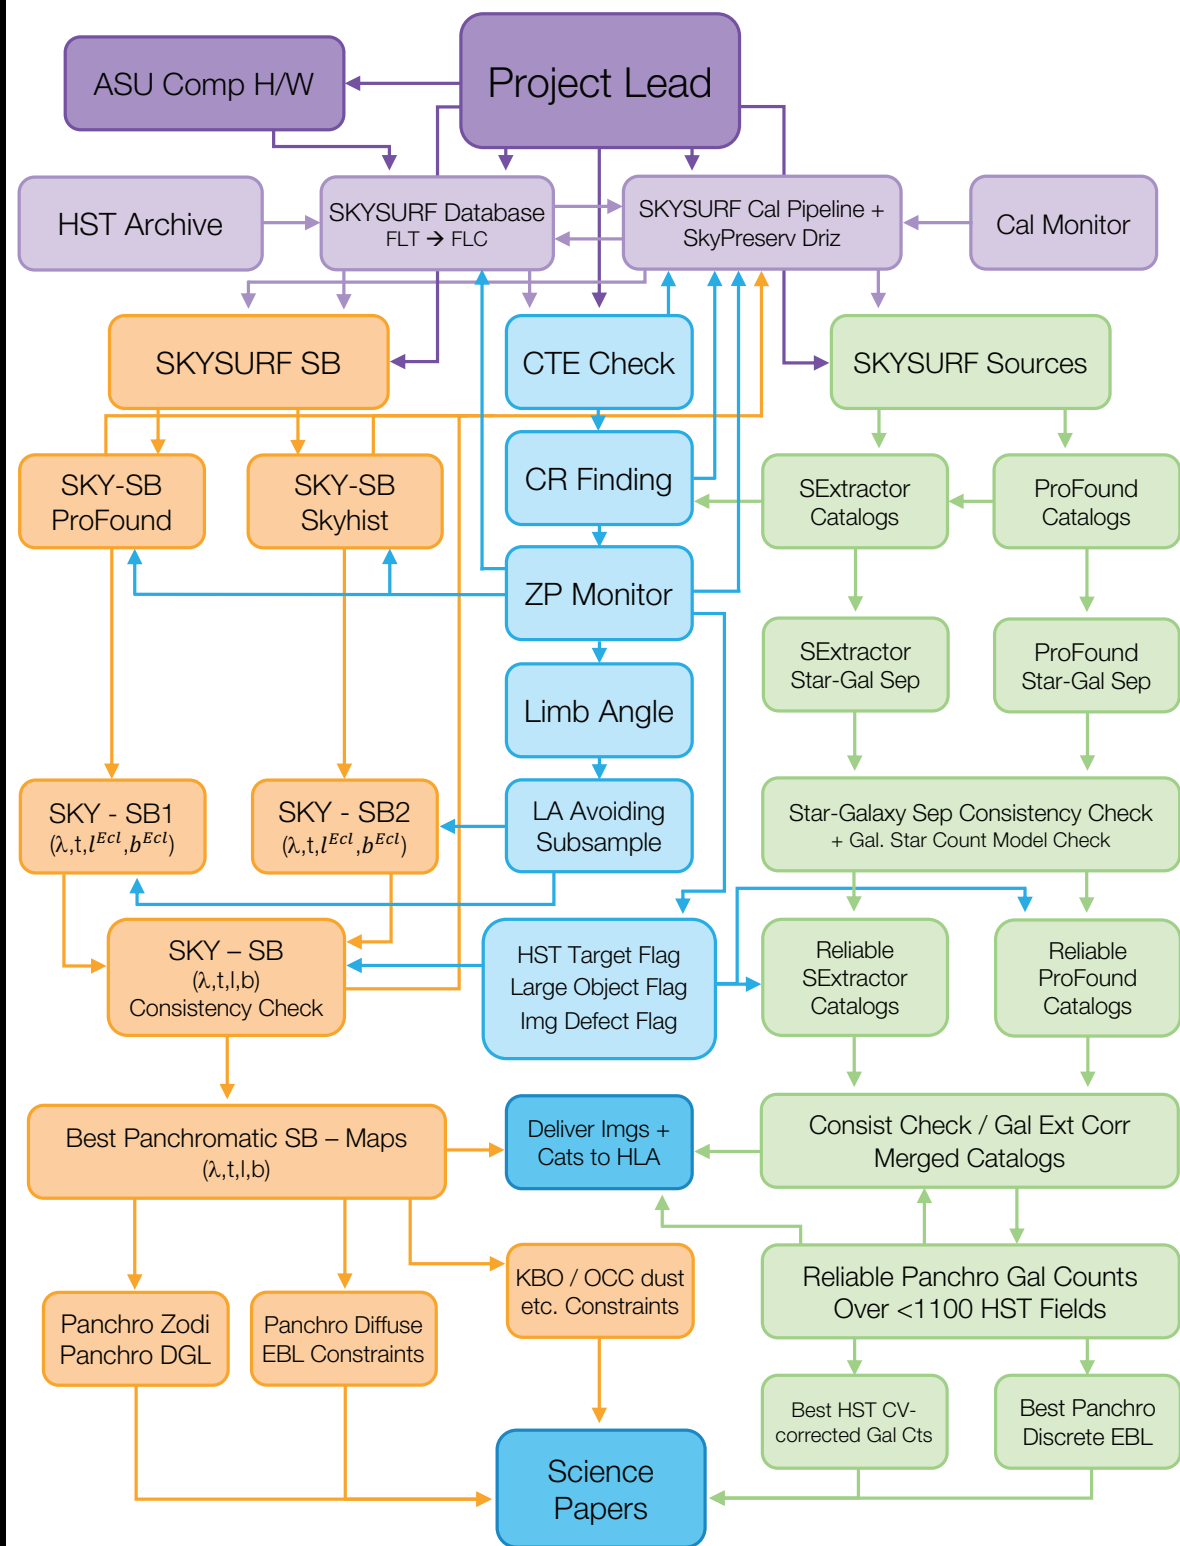 Project Lead
ASU Comp H/W
HST Archive
SKYSURF Database
FLT → FLC
SKYSURF Cal Pipeline +
SkyPreserv Driz
Cal Monitor
SKYSURF SB
CTE Check
SKYSURF Sources
SKY-SB
ProFound
SKY-SB
Skyhist
CR Finding
SExtractor
Catalogs
ProFound
Catalogs
ZP Monitor
SExtractor
Star-Gal Sep
ProFound
Star-Gal Sep
Limb Angle
SKY - SB1
(λ,t,l^Ecl,b^Ecl)
SKY - SB2
(λ,t,l^Ecl,b^Ecl)
LA Avoiding
Subsample
Star-Galaxy Sep Consistency Check
+ Gal. Star Count Model Check
SKY – SB
(λ,t,l,b)
Consistency Check
HST Target Flag
Large Object Flag
Img Defect Flag
Reliable
SExtractor
Catalogs
Reliable
ProFound
Catalogs
Best Panchromatic SB – Maps
(λ,t,l,b)
Deliver Imgs +
Cats to HLA
Consist Check / Gal Ext Corr
Merged Catalogs
KBO / OCC dust
etc. Constraints
Reliable Panchro Gal Counts
Over <1100 HST Fields
Panchro Zodi
Panchro DGL
Panchro Diffuse
EBL Constraints
Best HST CV-
corrected Gal Cts
Best Panchro
Discrete EBL
Science
Papers